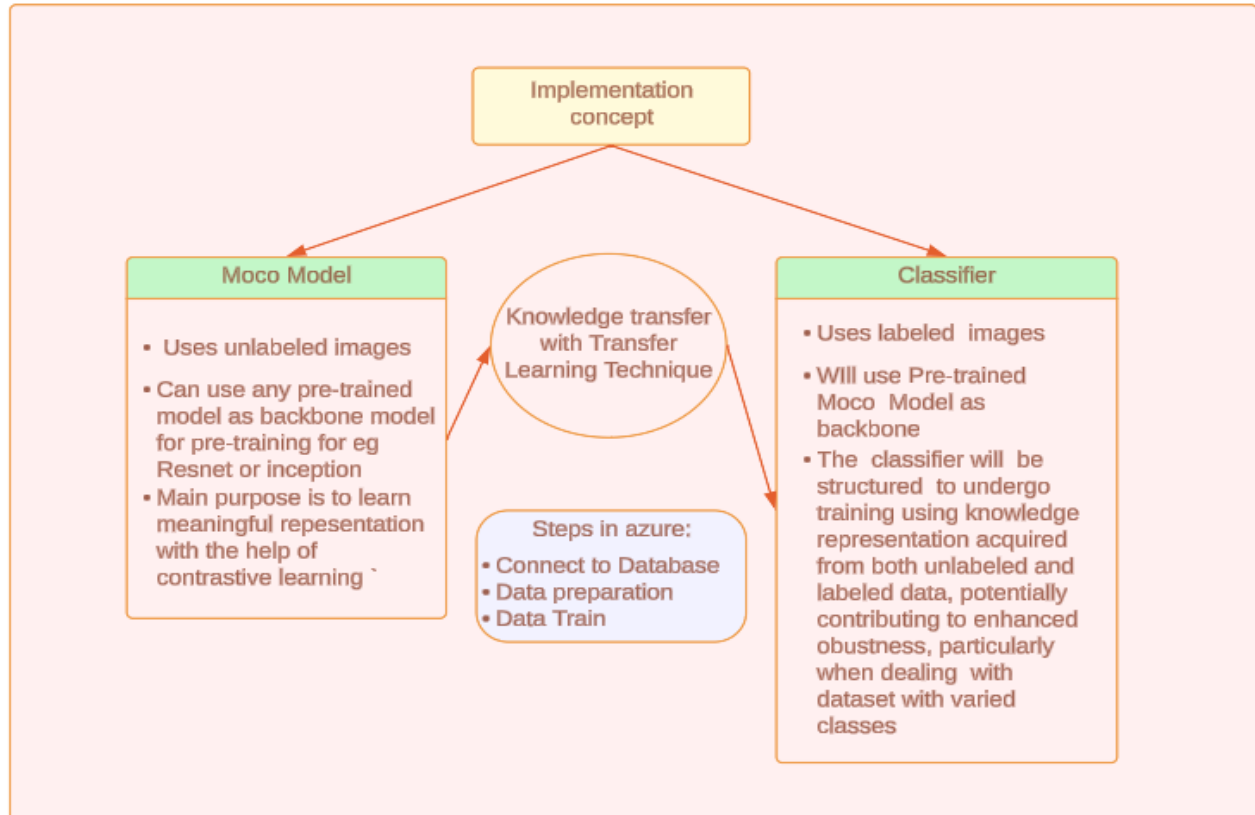 Implementation
concept
Moco Model
• Uses unlabeled images
• Can use any pre-trained
model as backbone model
for pre-training for eg
Resnet or inception
• Main purpose is to learn
meaningful repesentation
with the help of
contrastive learning `
Knowledge transfer
with Transfer
Learning Technique
Steps in azure:
• Connect to Database
• Data preparation
• Data Train
Classifier
• Uses labeled images
• WIll use Pre-trained
Moco Model as
backbone
• The classifier will be
structured to undergo
training using knowledge
representation acquired
from both unlabeled and
labeled data, potentially
contributing to enhanced
obustness, particularly
when dealing with
dataset with varied
classes